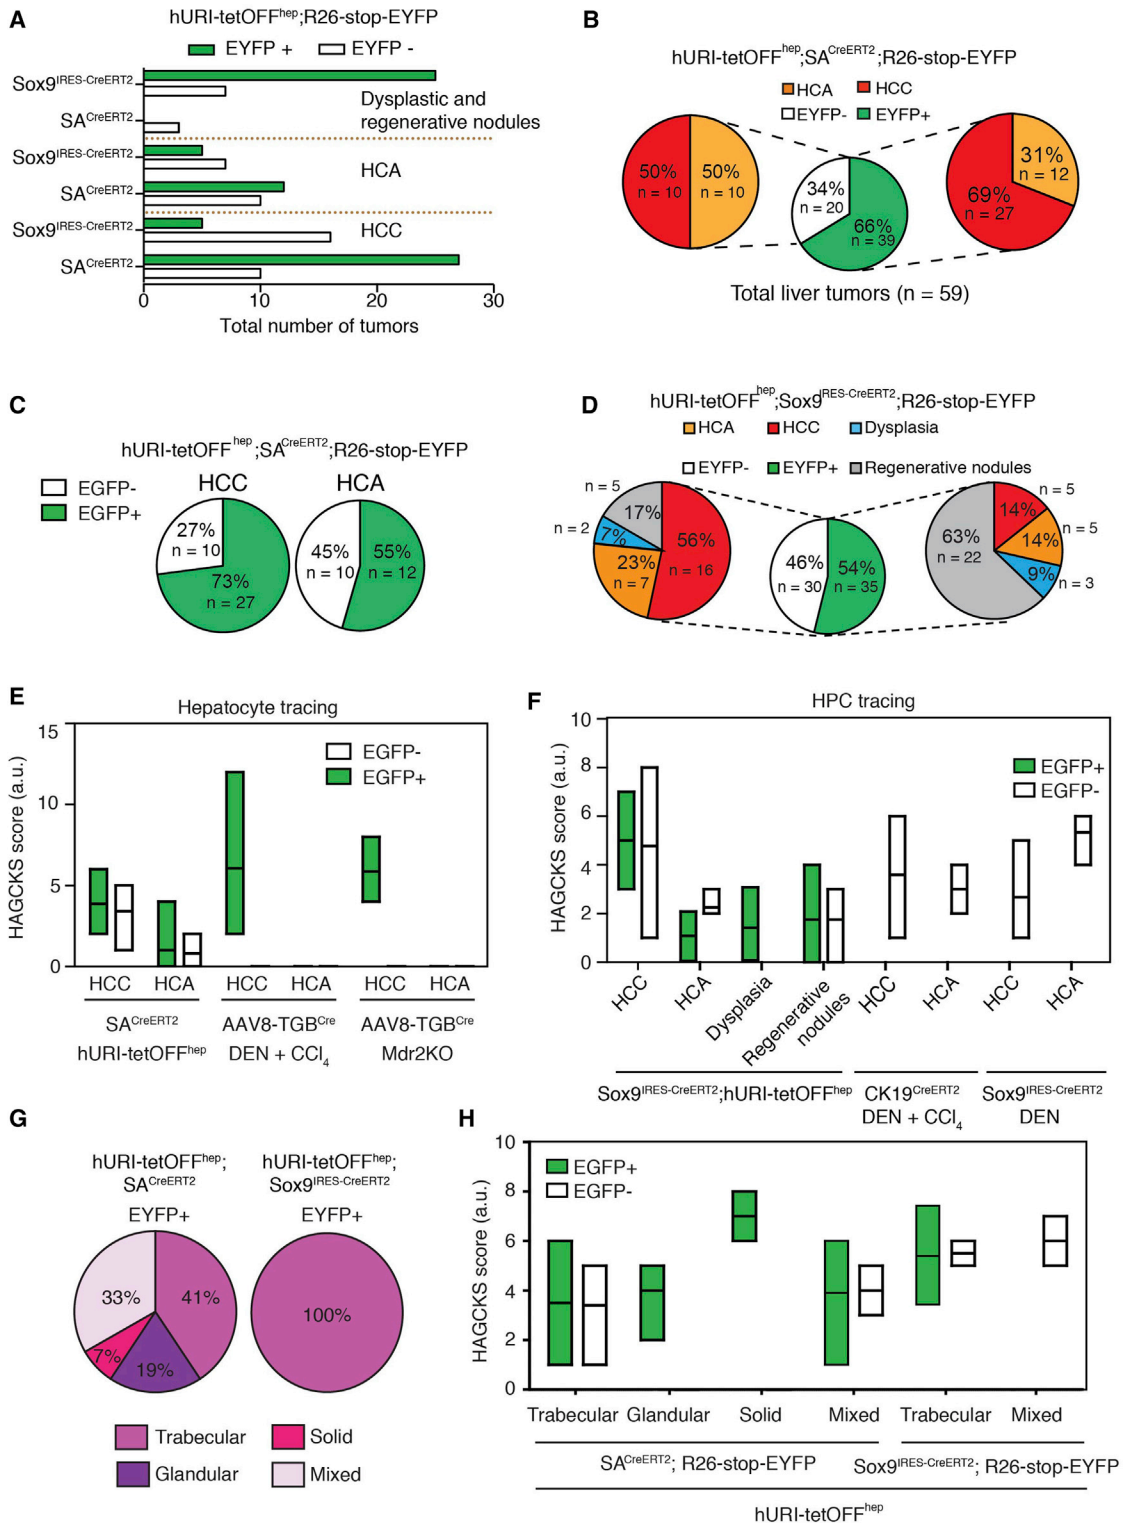 A
hURI-tetOFFhep;R26-stop-EYFP
EYFP + EYFP -
Sox9IRES-CreERT2
SACreERT2
Dysplastic and
regenerative nodules
Sox9IRES-CreERT2
SACreERT2
HCA
Sox9IRES-CreERT2
SACreERT2
HCC
0 10 20 30
Total number of tumors
B
hURI-tetOFFhep;SACreERT2;R26-stop-EYFP
HCA HCC
EYFP- EYFP+
50%
n = 10
50%
n = 10
34%
n = 20
66%
n = 39
31%
n = 12
69%
n = 27
Total liver tumors (n = 59)
C
hURI-tetOFFhep;SACreERT2;R26-stop-EYFP
EGFP-
EGFP+
HCC
HCA
27%
n = 10
73%
n = 27
45%
n = 10
55%
n = 12
D
hURI-tetOFFhep;Sox9IRES-CreERT2;R26-stop-EYFP
HCA HCC Dysplasia
EYFP- EYFP+ Regenerative nodules
n = 5
17%
n = 2
7%
23%
n = 7
56%
n = 16
46%
n = 30
54%
n = 35
63%
n = 22
14%
n = 5
14%
n = 5
9%
n = 3
E
Hepatocyte tracing
HAGCKS score (a.u.)
15
10
5
0
EGFP-
EGFP+
HCC HCA HCC HCA HCC HCA
SACreERT2 AAV8-TGBCre AAV8-TGBCre
hURI-tetOFFhep DEN + CCl4 Mdr2KO
F
HPC tracing
HAGCKS score (a.u.)
10
8
6
4
2
0
EGFP+
EGFP-
HCC
HCA
Dysplasia
Regenerative
nodules
HCC
HCA
HCC
HCA
Sox9IRES-CreERT2;hURI-tetOFFhep CK19CreERT2 Sox9IRES-CreERT2
DEN + CCl4 DEN
G
hURI-tetOFFhep;
SACreERT2
EYFP+
hURI-tetOFFhep;
Sox9IRES-CreERT2
EYFP+
33%
41%
7%
19%
100%
Trabecular Solid
Glandular Mixed
H
HAGCKS score (a.u.)
10
8
6
4
2
0
EGFP+
EGFP-
Trabecular Glandular Solid Mixed Trabecular Mixed
SACreERT2; R26-stop-EYFP Sox9IRES-CreERT2; R26-stop-EYFP
hURI-tetOFFhep